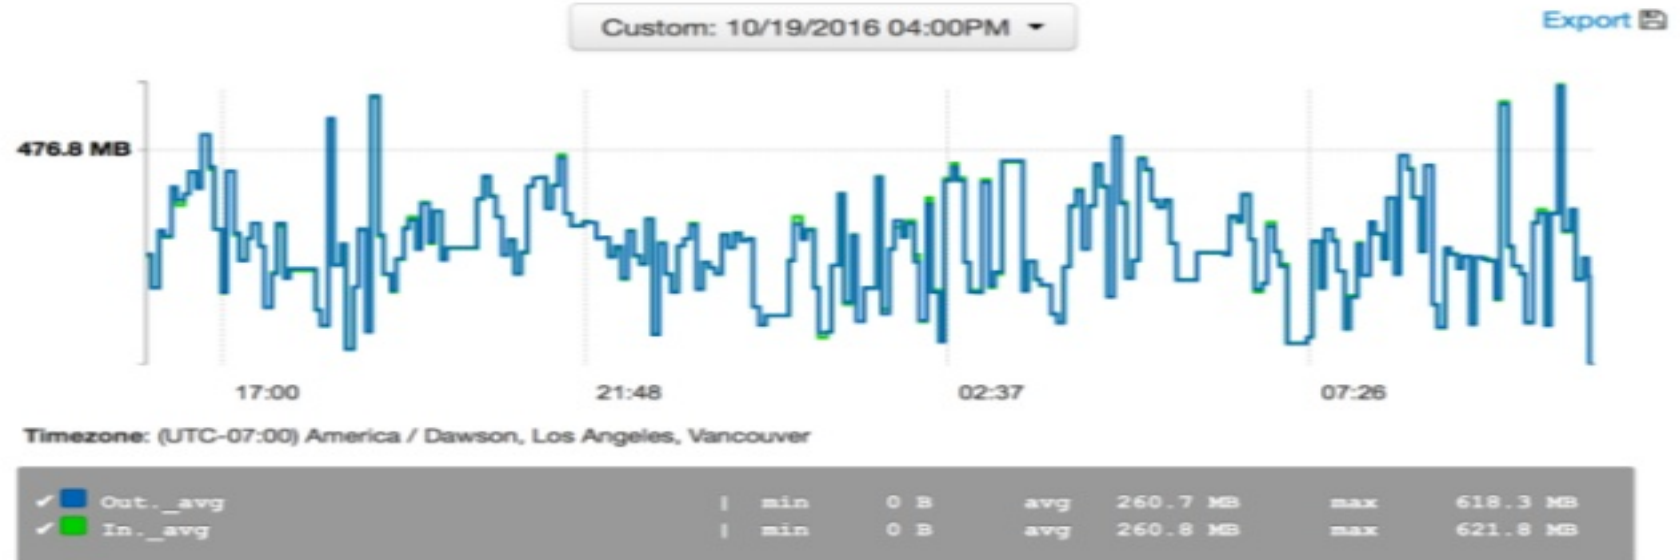 Custom: 10/19/2016 04:00PM
Export
476.8 MB
17:00 21:48 02:37 07:26
Timezone: (UTC-07:00) America / Dawson, Los Angeles, Vancouver
Out._avg | min 0 B avg 260.7 MB max 618.3 MB
In._avg | min 0 B avg 260.8 MB max 621.8 MB